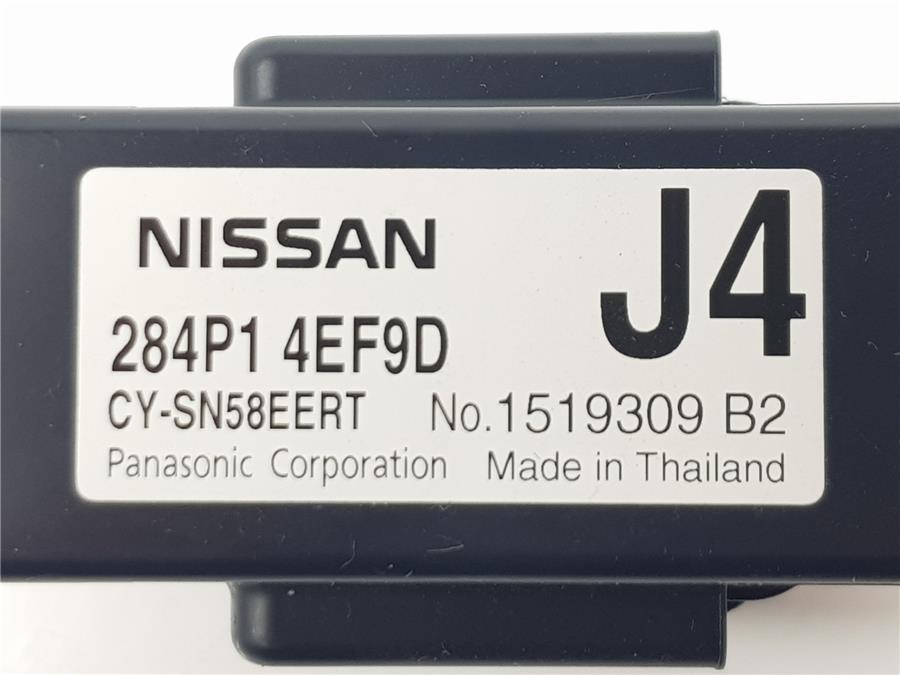 NISSAN
J4
284P1 4EF9D
CY-SN58EERT No.1519309 B2
Panasonic Corporation Made in Thailand